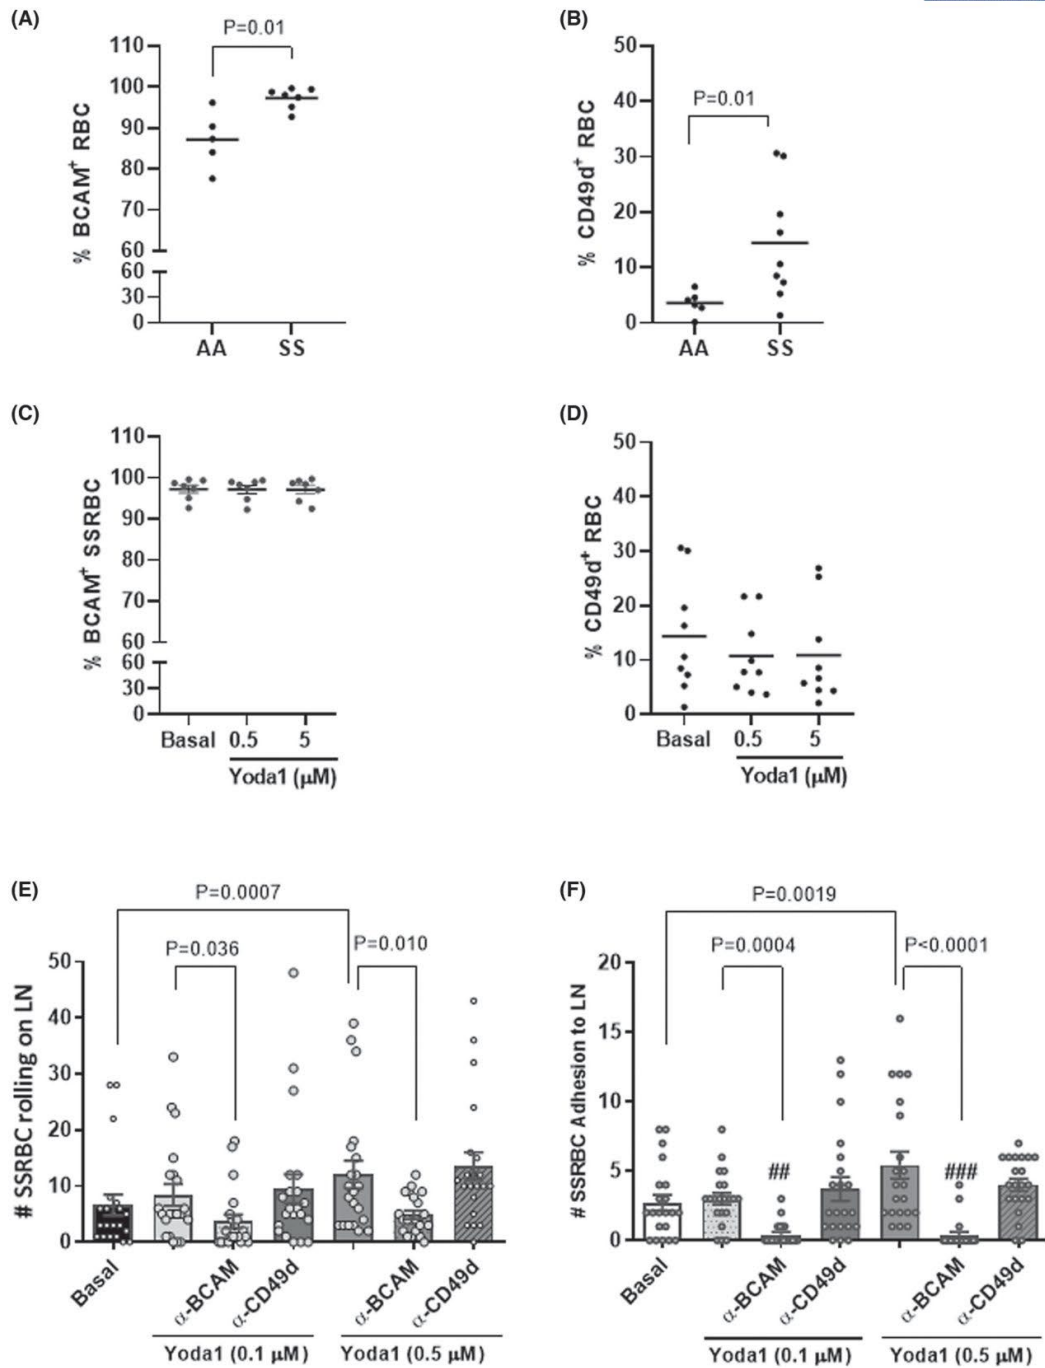 (A)
P=0.01
110
100
90
80
70
60
60
30
0
% BCAM⁺ RBC
AA SS
(B)
P=0.01
50
40
30
20
10
0
% CD49d⁺ RBC
AA SS
(C)
110
100
90
80
70
60
60
30
0
% BCAM⁺ SSRBC
Basal 0.5 5
Yoda1 (μM)
(D)
50
40
30
20
10
0
% CD49d⁺ RBC
Basal 0.5 5
Yoda1 (μM)
(E)
P=0.0007
P=0.036 P=0.010
50
40
30
20
10
0
# SSRBC rolling on LN
Basal α-BCAM α-CD49d α-BCAM α-CD49d
Yoda1 (0.1 μM) Yoda1 (0.5 μM)
(F)
P=0.0019
P=0.0004 P<0.0001
20
15
10
5
0
# SSRBC Adhesion to LN
## ###
Basal α-BCAM α-CD49d α-BCAM α-CD49d
Yoda1 (0.1 μM) Yoda1 (0.5 μM)